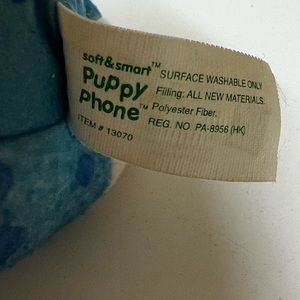 soft&smart™
Puppy
Phone™
ITEM # 13070
SURFACE WASHABLE ONLY
Filling: ALL NEW MATERIALS:
Polyester Fiber.
REG. NO. PA-8956 (HK)